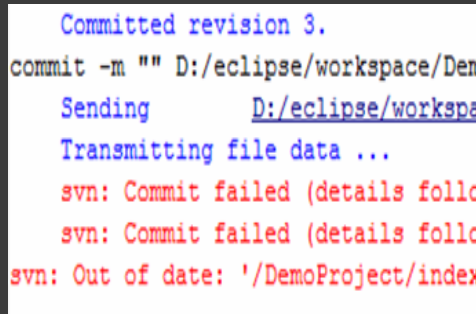 Committed revision 3.
commit -m "" D:/eclipse/workspace/Dem
Sending D:/eclipse/workspa
Transmitting file data ...
svn: Commit failed (details follo
svn: Commit failed (details follo
svn: Out of date: '/DemoProject/index